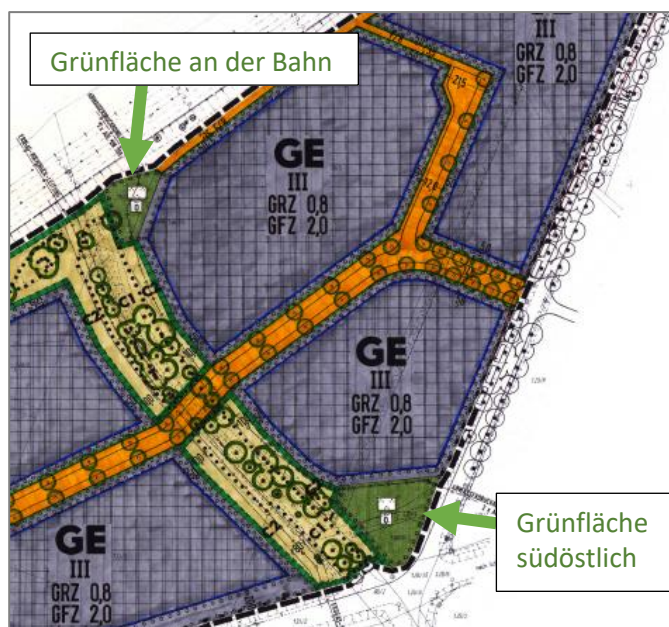 III
GRZ 0,8
GFZ 2,0
Grünfläche an der Bahn
GE
III
GRZ 0,8
GFZ 2,0
GE
III
GRZ 0,8
GFZ 2,0
GE
III
GRZ 0,8
GFZ 2,0
Grünfläche
südöstlich